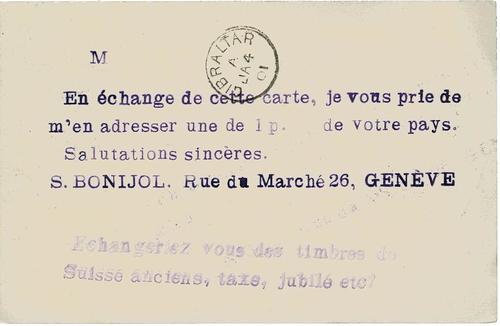 GIBRALTAR
A
JA 4
01
M
En échange de cette carte, je vous prie de
m'en adresser une de 1 p. de votre pays.
Salutations sincères.
S. BONIJOL. Rue du Marché 26, GENÈVE
Echangeriez vous des timbres de
Suisse anciens, taxe, jubilé etc?